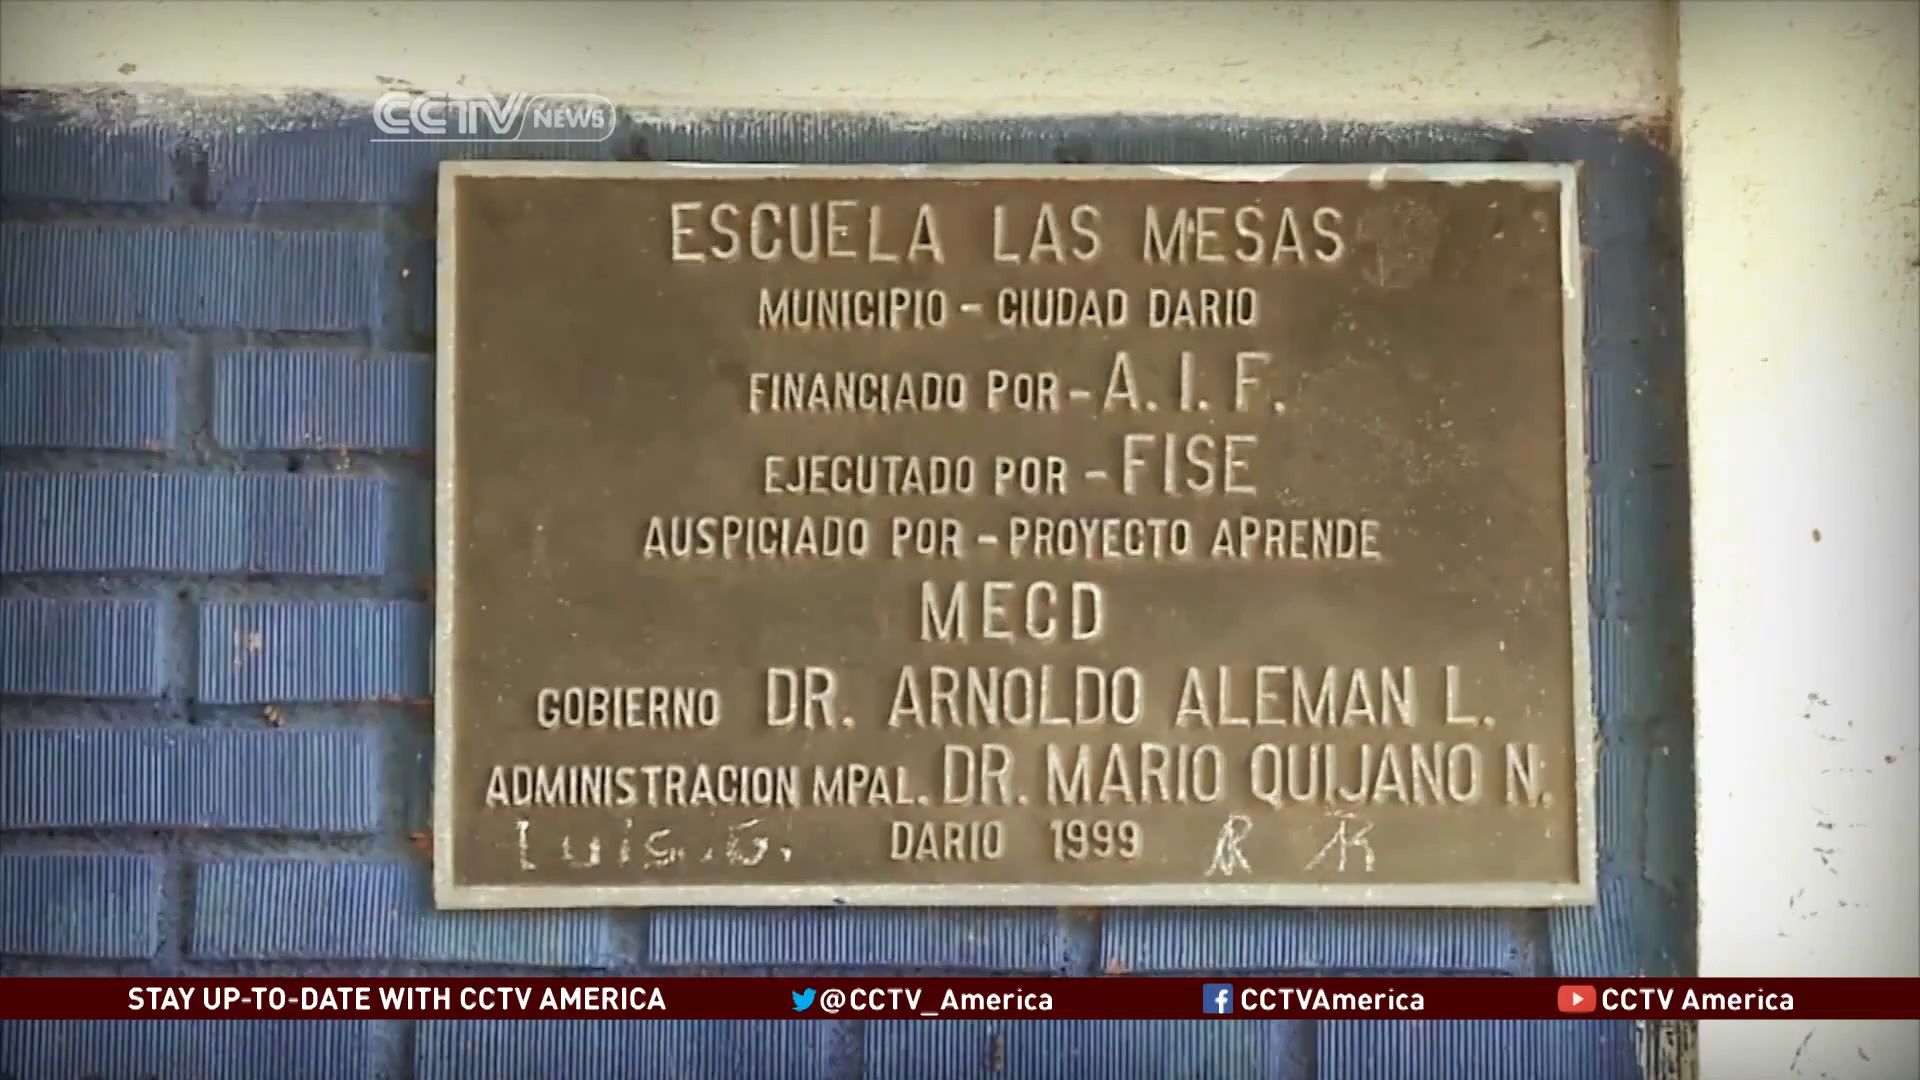 CCTV NEWS
ESCUELA LAS MESAS
MUNICIPIO - CIUDAD DARIO
FINANCIADO POR - A. I. F.
EJECUTADO POR - FISE
AUSPICIADO POR - PROYECTO APRENDE
MECD
GOBIERNO DR. ARNOLDO ALEMAN L.
ADMINISTRACION MPAL. DR. MARIO QUIJANO N.
Luis.G. DARIO 1999
STAY UP-TO-DATE WITH CCTV AMERICA @CCTV_America CCTVAmerica CCTV America